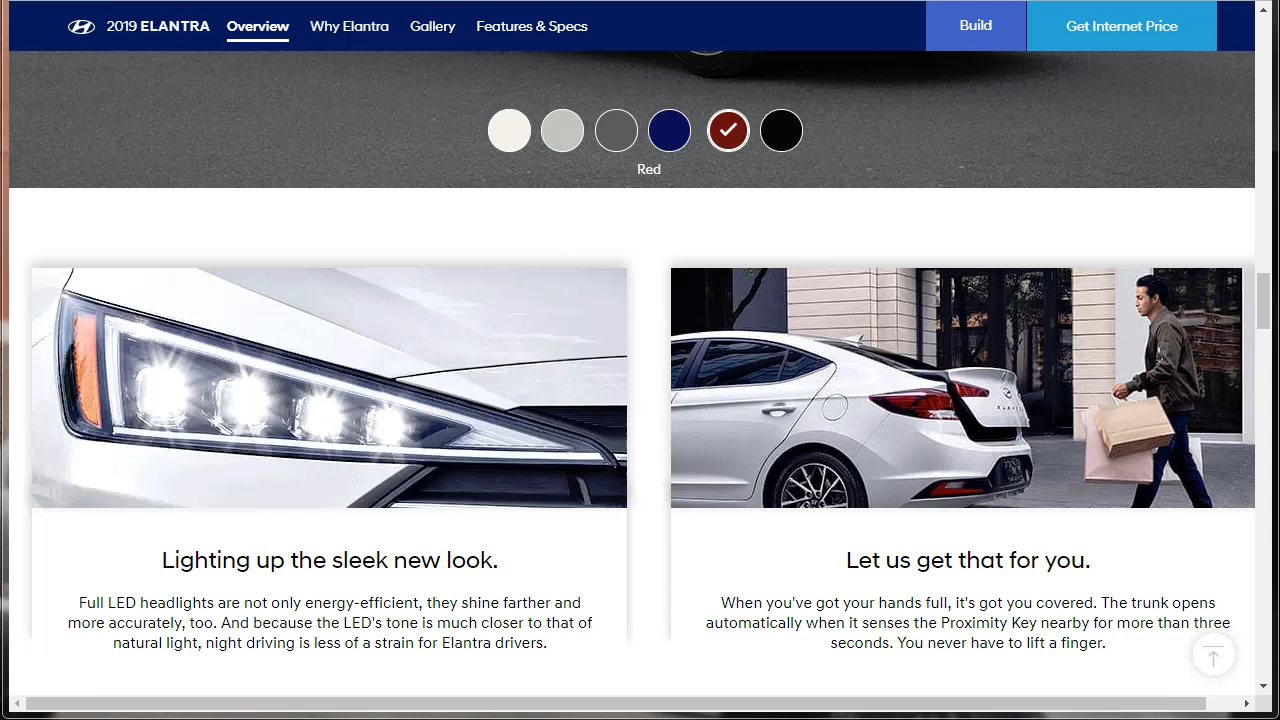 2019 ELANTRA Overview Why Elantra Gallery Features & Specs Build Get Internet Price
Red
Lighting up the sleek new look.
Full LED headlights are not only energy-efficient, they shine farther and
more accurately, too. And because the LED's tone is much closer to that of
natural light, night driving is less of a strain for Elantra drivers.
Let us get that for you.
When you've got your hands full, it's got you covered. The trunk opens
automatically when it senses the Proximity Key nearby for more than three
seconds. You never have to lift a finger.